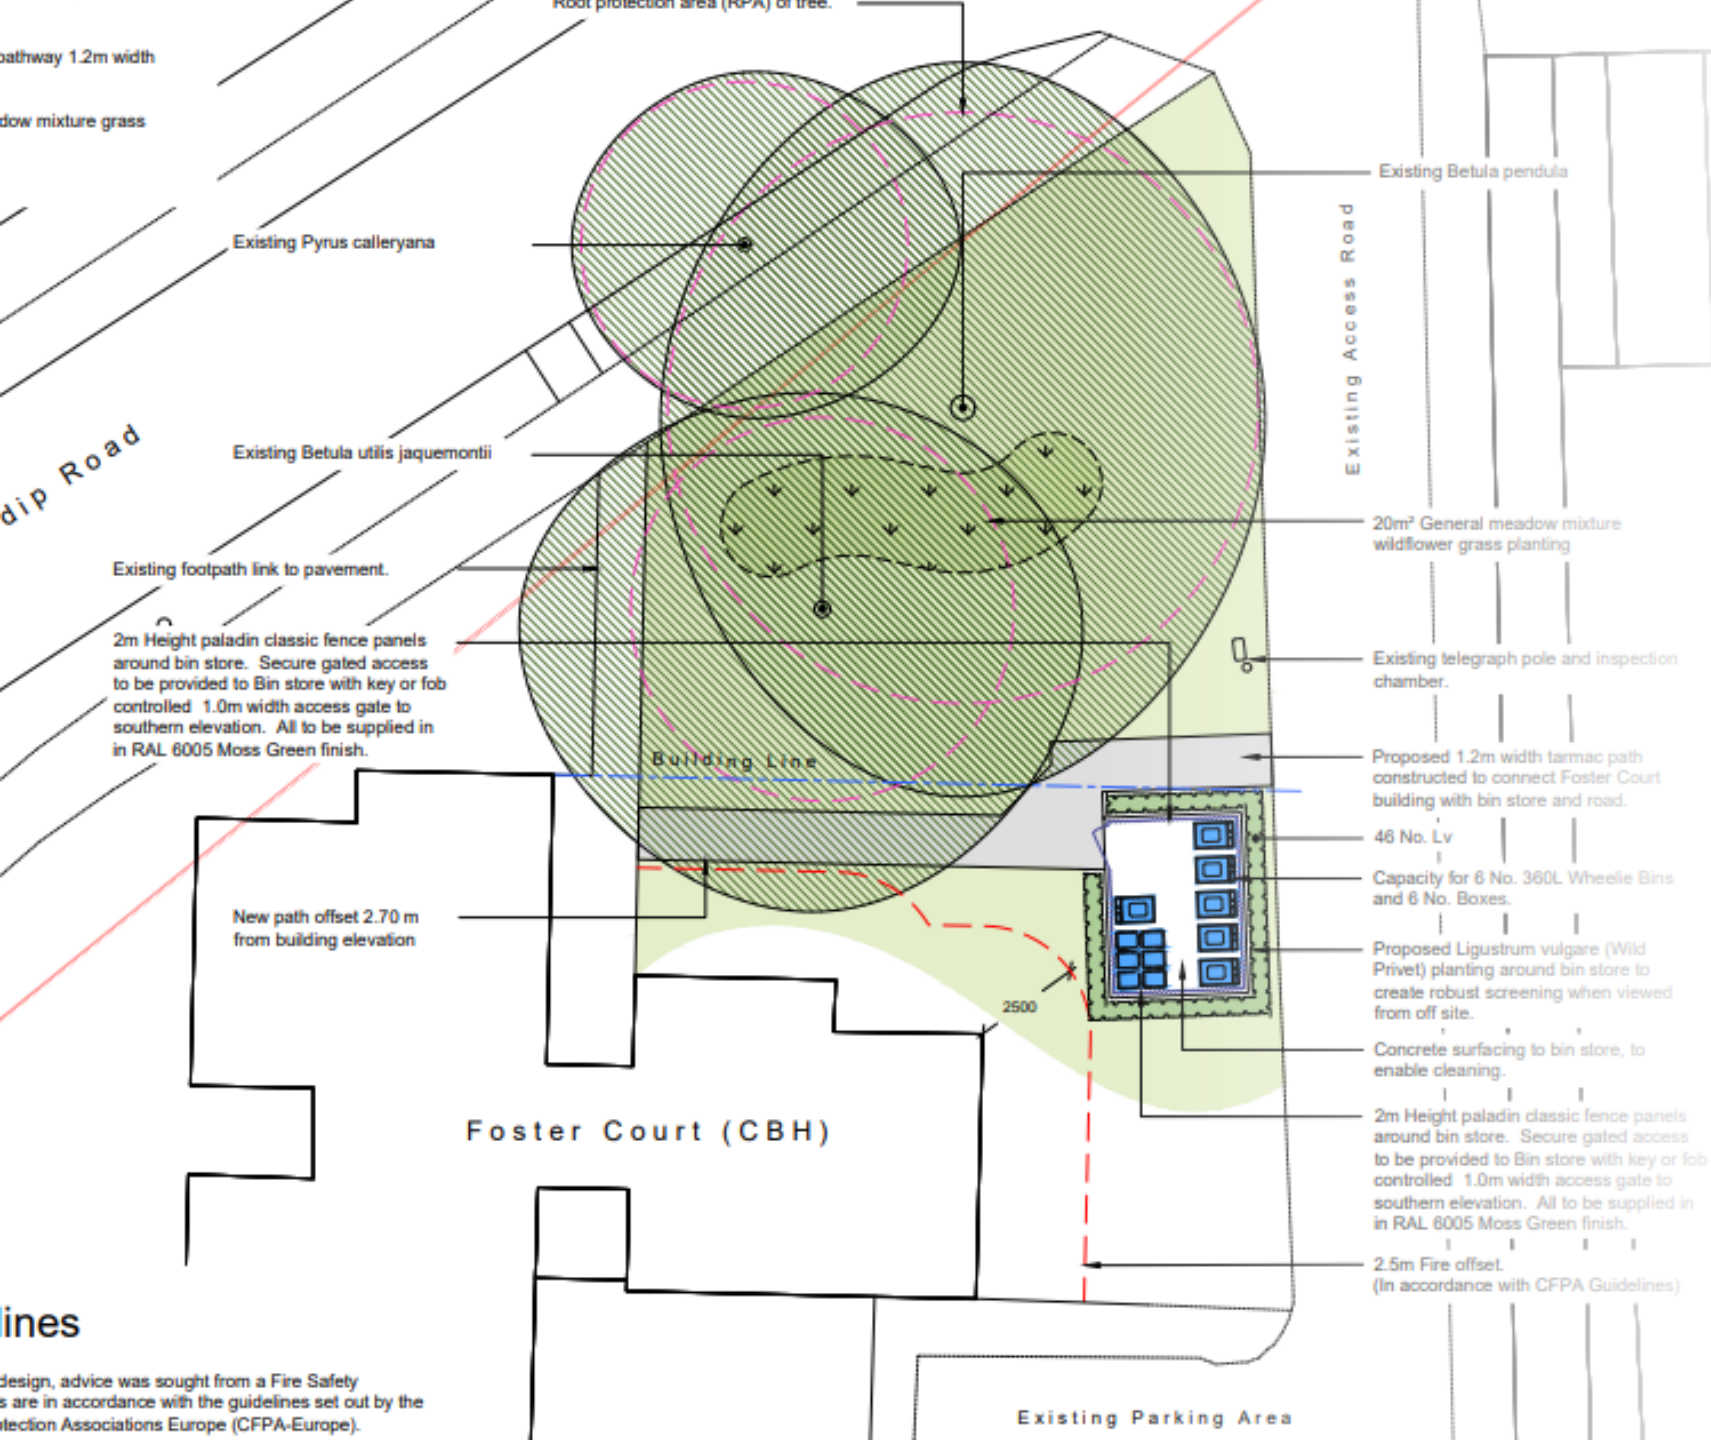 Root protection area (RPA) of tree.
pathway 1.2m width
dow mixture grass
Existing Pyrus calleryana
Existing Betula utilis jaquemontii
dip Road
Existing footpath link to pavement.
2m Height paladin classic fence panels
around bin store. Secure gated access
to be provided to Bin store with key or fob
controlled 1.0m width access gate to
southern elevation. All to be supplied in
in RAL 6005 Moss Green finish.
Building Line
New path offset 2.70 m
from building elevation
2500
Foster Court (CBH)
Existing Betula pendula
Existing Access Road
20m² General meadow mixture
wildflower grass planting
Existing telegraph pole and inspection
chamber.
Proposed 1.2m width tarmac path
constructed to connect Foster Court
building with bin store and road.
46 No. Lv
Capacity for 6 No. 360L Wheelie Bins
and 6 No. Boxes.
Proposed Ligustrum vulgare (Wild
Privet) planting around bin store to
create robust screening when viewed
from off site.
Concrete surfacing to bin store, to
enable cleaning.
2m Height paladin classic fence panels
around bin store. Secure gated access
to be provided to Bin store with key or fob
controlled 1.0m width access gate to
southern elevation. All to be supplied in
in RAL 6005 Moss Green finish.
2.5m Fire offset.
(In accordance with CFPA Guidelines)
lines
design, advice was sought from a Fire Safety
s are in accordance with the guidelines set out by the
otection Associations Europe (CFPA-Europe).
Existing Parking Area